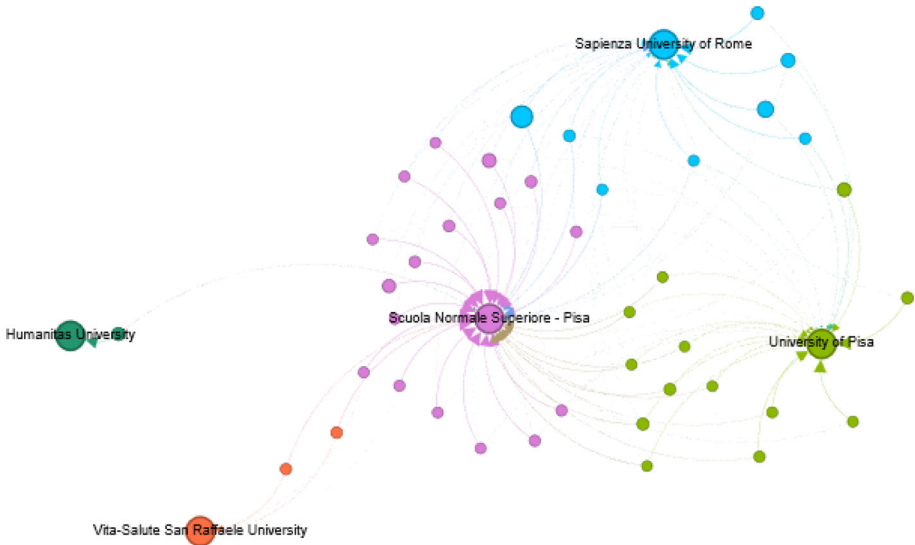 Sapienza University of Rome
Scuola Normale Superiore - Pisa
Humanitas University
University of Pisa
Vita-Salute San Raffaele University